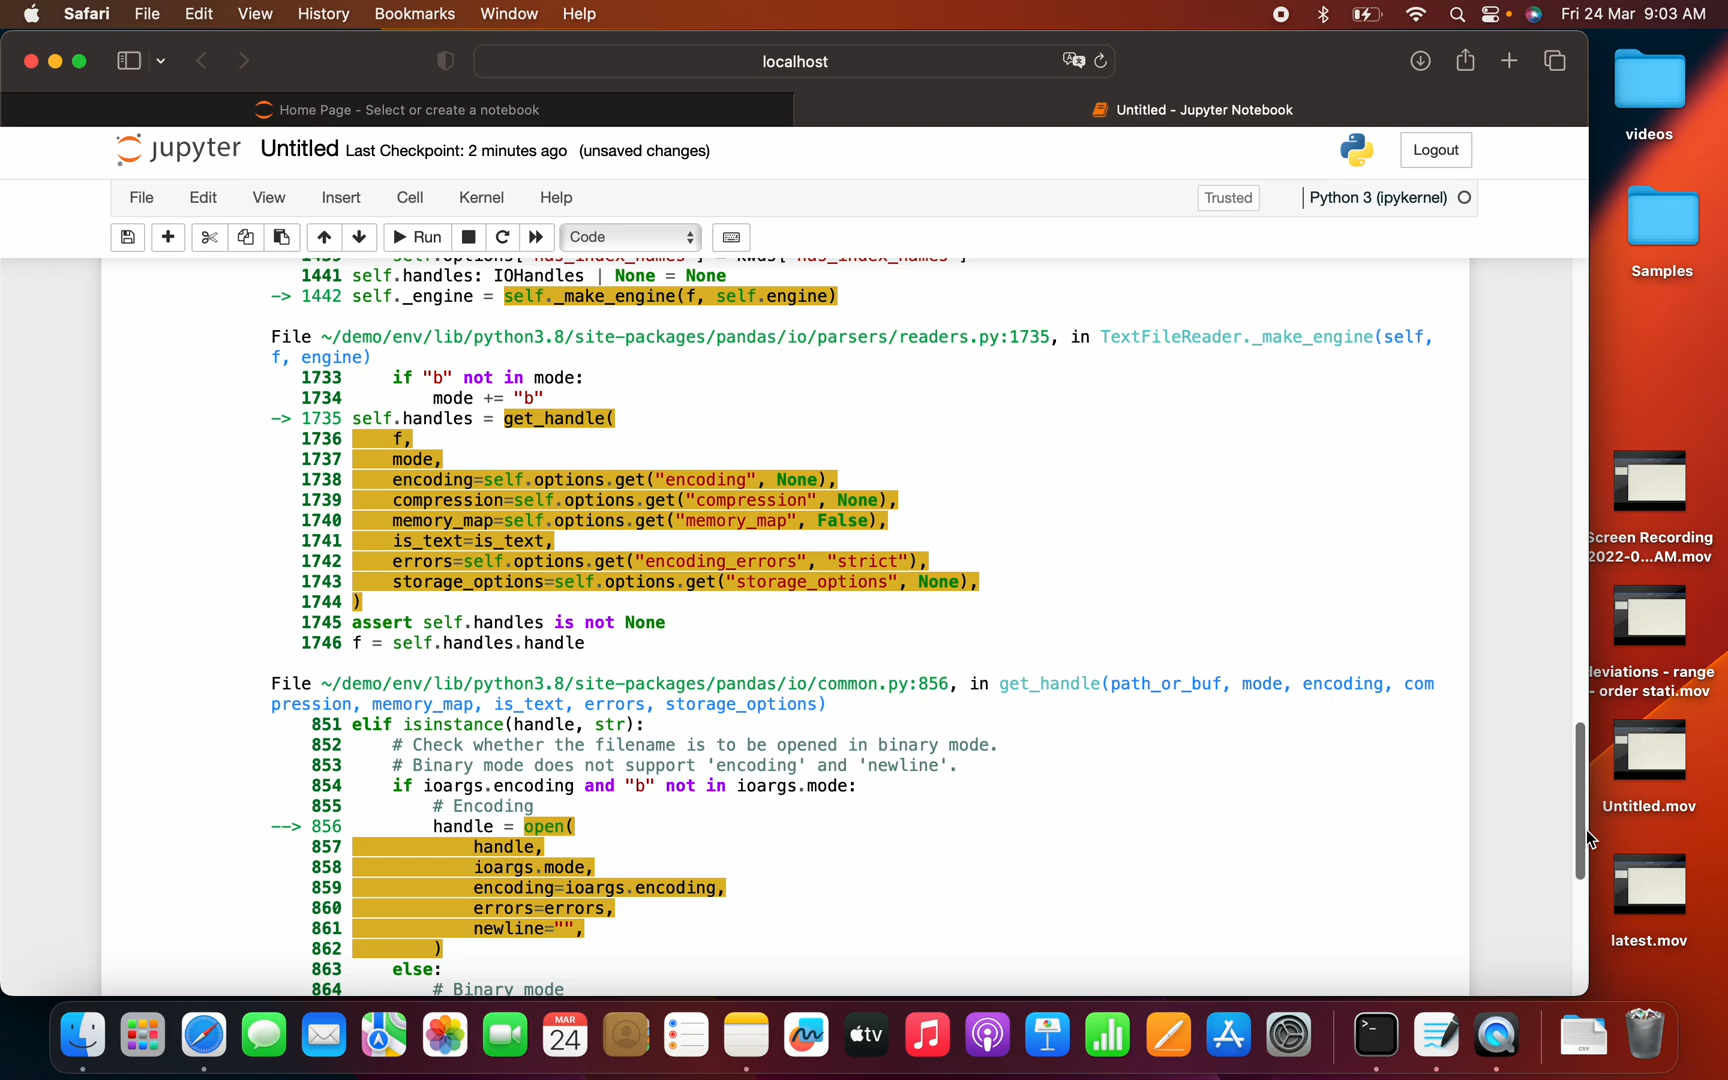 Safari File Edit View History Bookmarks Window Help Fri 24 Mar 9:03 AM
localhost
Home Page - Select or create a notebook Untitled - Jupyter Notebook
jupyter Untitled Last Checkpoint: 2 minutes ago (unsaved changes) Logout
File Edit View Insert Cell Kernel Help Trusted Python 3 (ipykernel)
Run Code
1441 self.handles: IOHandles | None = None
-> 1442 self._engine = self._make_engine(f, self.engine)
File ~/demo/env/lib/python3.8/site-packages/pandas/io/parsers/readers.py:1735, in TextFileReader._make_engine(self,
f, engine)
1733 if "b" not in mode:
1734 mode += "b"
-> 1735 self.handles = get_handle(
1736 f,
1737 mode,
1738 encoding=self.options.get("encoding", None),
1739 compression=self.options.get("compression", None),
1740 memory_map=self.options.get("memory_map", False),
1741 is_text=is_text,
1742 errors=self.options.get("encoding_errors", "strict"),
1743 storage_options=self.options.get("storage_options", None),
1744 )
1745 assert self.handles is not None
1746 f = self.handles.handle
File ~/demo/env/lib/python3.8/site-packages/pandas/io/common.py:856, in get_handle(path_or_buf, mode, encoding, com
pression, memory_map, is_text, errors, storage_options)
851 elif isinstance(handle, str):
852 # Check whether the filename is to be opened in binary mode.
853 # Binary mode does not support 'encoding' and 'newline'.
854 if ioargs.encoding and "b" not in ioargs.mode:
855 # Encoding
--> 856 handle = open(
857 handle,
858 ioargs.mode,
859 encoding=ioargs.encoding,
860 errors=errors,
861 newline="",
862 )
863 else:
864 # Binary mode
videos
Samples
Screen Recording
2022-0...AM.mov
deviations - range
- order stati.mov
Untitled.mov
latest.mov
MAR
24
tv
CSV